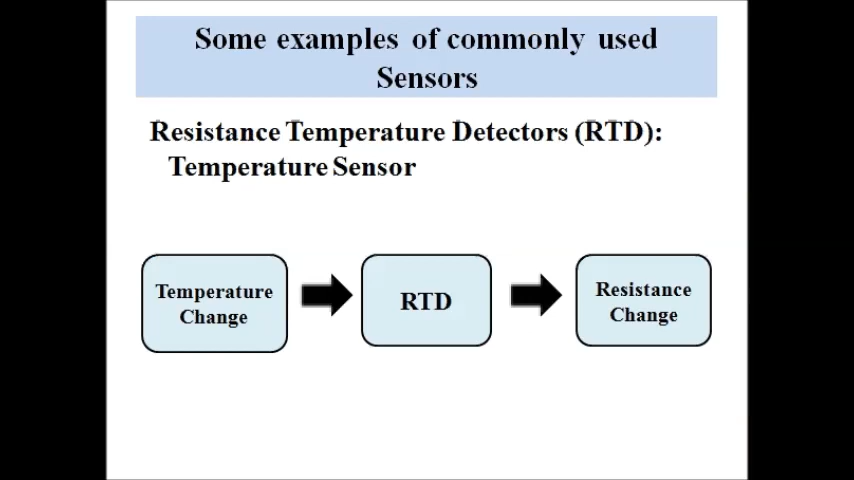 Some examples of commonly used
Sensors
Resistance Temperature Detectors (RTD):
Temperature Sensor
Temperature
Change
RTD
Resistance
Change